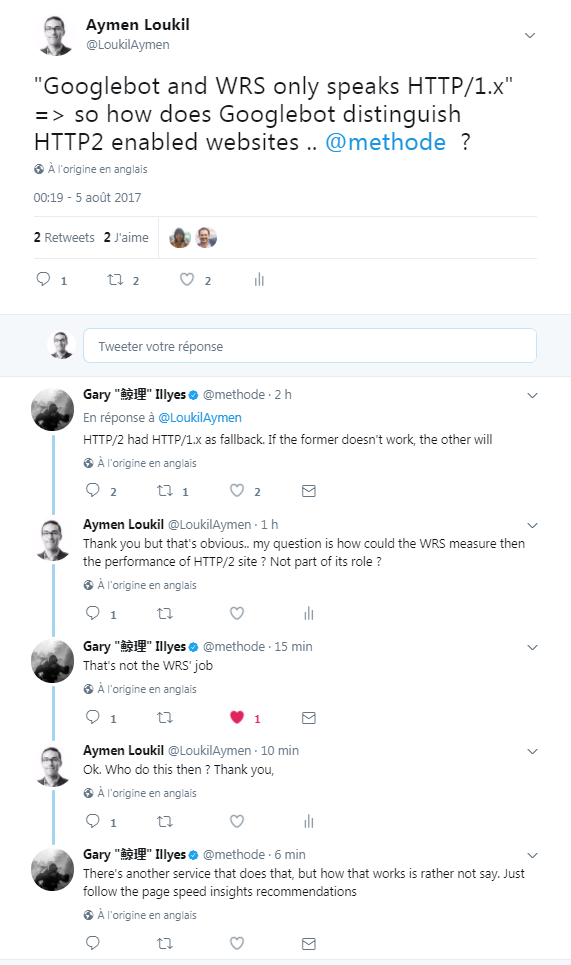 Aymen Loukil
@LoukilAymen
"Googlebot and WRS only speaks HTTP/1.x"
=> so how does Googlebot distinguish
HTTP2 enabled websites .. @methode ?
À l'origine en anglais
00:19 - 5 août 2017
2 Retweets 2 J'aime
1 2 2
Tweeter votre réponse
Gary "鯨理" Illyes @methode · 2 h
En réponse à @LoukilAymen
HTTP/2 had HTTP/1.x as fallback. If the former doesn't work, the other will
À l'origine en anglais
2 1 2
Aymen Loukil @LoukilAymen · 1 h
Thank you but that's obvious.. my question is how could the WRS measure then
the performance of HTTP/2 site ? Not part of its role ?
À l'origine en anglais
1
Gary "鯨理" Illyes @methode · 15 min
That's not the WRS' job
À l'origine en anglais
1 1
Aymen Loukil @LoukilAymen · 10 min
Ok. Who do this then ? Thank you,
À l'origine en anglais
1
Gary "鯨理" Illyes @methode · 6 min
There's another service that does that, but how that works is rather not say. Just
follow the page speed insights recommendations
À l'origine en anglais